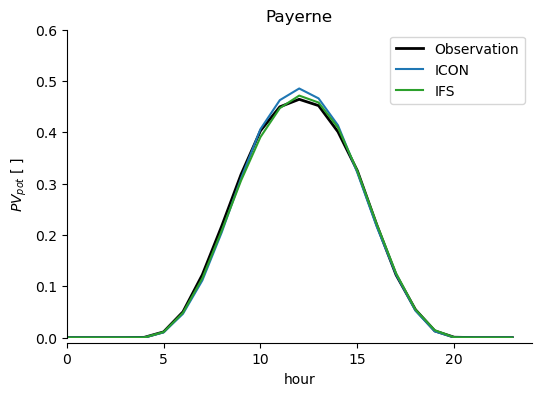 Payerne
0.6
0.5
0.4
0.3
0.2
0.1
0.0
PV_pot [ ]
Observation
ICON
IFS
0 5 10 15 20
hour